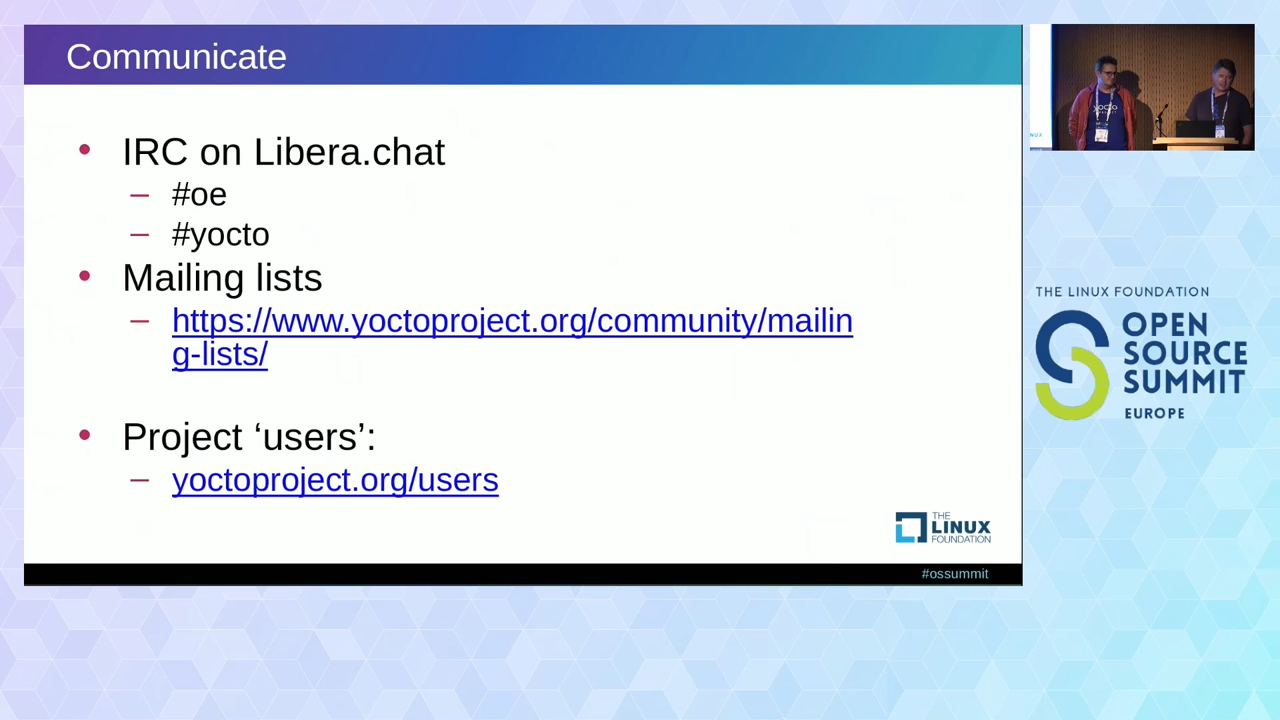 Communicate
• IRC on Libera.chat
– #oe
– #yocto
• Mailing lists
– https://www.yoctoproject.org/community/mailin
g-lists/
• Project ‘users’:
– yoctoproject.org/users
THE
LINUX
FOUNDATION
#ossummit
yocto
THE LINUX FOUNDATION
OPEN
SOURCE
SUMMIT
EUROPE